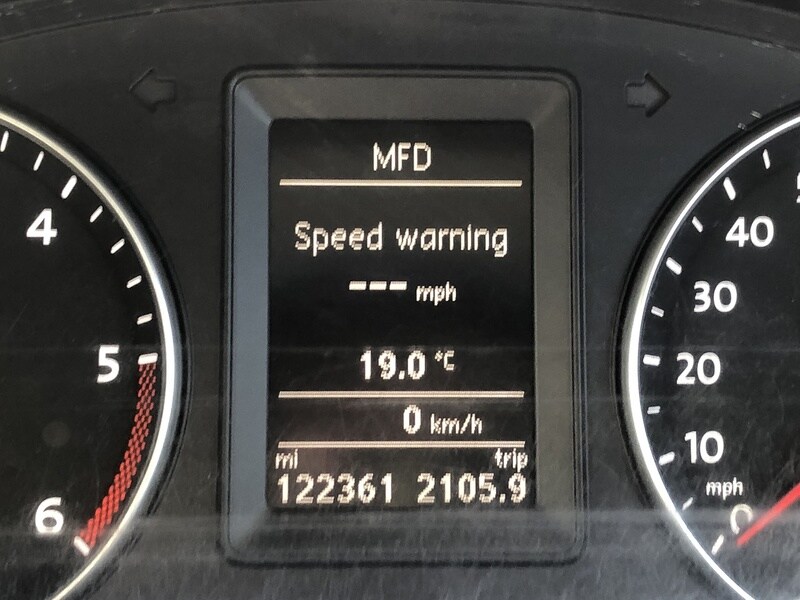 MFD
Speed warning
--- mph
19.0 °C
0 km/h
mi trip
122361 2105.9
4
5
6
40
30
20
10
mph
0